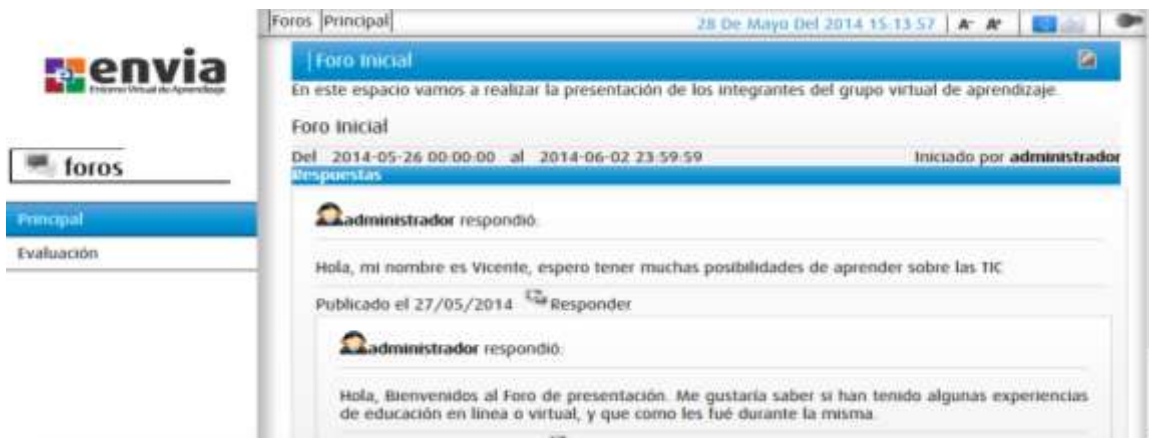 Foros Principal
28 De Mayo Del 2014 15:13:57 A- A+
envia
Entorno Virtual de Aprendizaje
foros
Principal
Evaluación
Foro Inicial
En este espacio vamos a realizar la presentación de los integrantes del grupo virtual de aprendizaje.
Foro Inicial
Del 2014-05-26 00:00:00 al 2014-06-02 23:59:59 Iniciado por administrador
Respuestas
administrador respondió:
Hola, mi nombre es Vicente, espero tener muchas posibilidades de aprender sobre las TIC
Publicado el 27/05/2014 Responder
administrador respondió:
Hola, Bienvenidos al Foro de presentación. Me gustaría saber si han tenido algunas experiencias
de educación en línea o virtual, y que como les fué durante la misma.